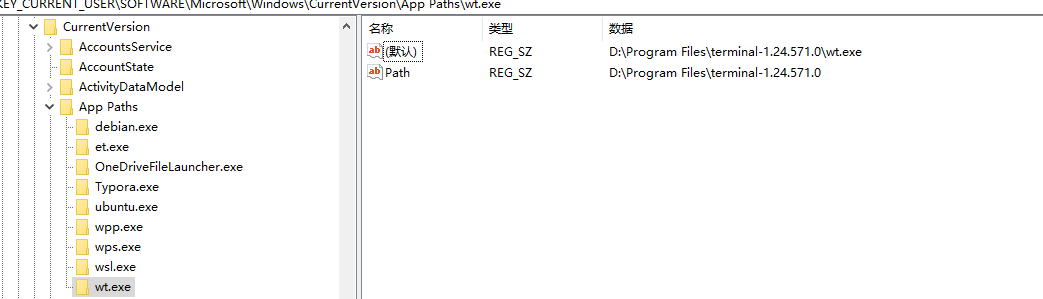 KEY_CURRENT_USER\SOFTWARE\Microsoft\Windows\CurrentVersion\App Paths\wt.exe
CurrentVersion
AccountsService
AccountState
ActivityDataModel
App Paths
debian.exe
et.exe
OneDriveFileLauncher.exe
Typora.exe
ubuntu.exe
wpp.exe
wps.exe
wsl.exe
wt.exe
名称 类型 数据
ab (默认) REG_SZ D:\Program Files\terminal-1.24.571.0\wt.exe
ab Path REG_SZ D:\Program Files\terminal-1.24.571.0